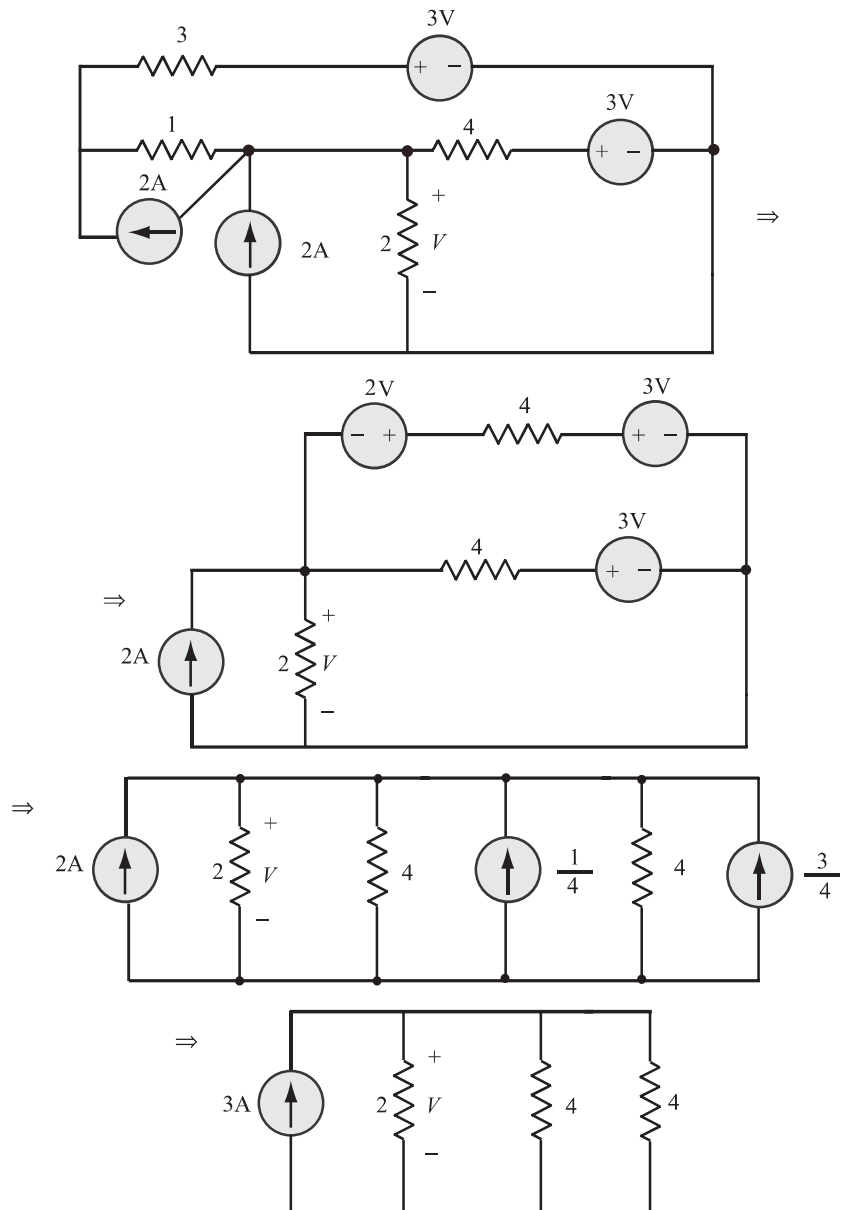 3 3V
1 4 3V
2A
+
2A 2 V ⇒
−
+ −
+ −
2V 4 3V
− + + −
4 3V
+ −
⇒ +
2A 2 V
−
⇒
+
2A 2 V 4 1/4 4 3/4
−
⇒
+
3A 2 V 4 4
−